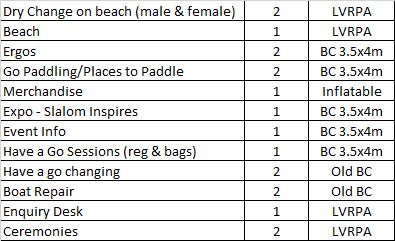 Dry Change on beach (male & female) 2 LVRPA
Beach 1 LVRPA
Ergos 2 BC 3.5x4m
Go Paddling/Places to Paddle 2 BC 3.5x4m
Merchandise 1 Inflatable
Expo - Slalom Inspires 1 BC 3.5x4m
Event Info 1 BC 3.5x4m
Have a Go Sessions (reg & bags) 1 BC 3.5x4m
Have a go changing 2 Old BC
Boat Repair 2 Old BC
Enquiry Desk 1 LVRPA
Ceremonies 2 LVRPA